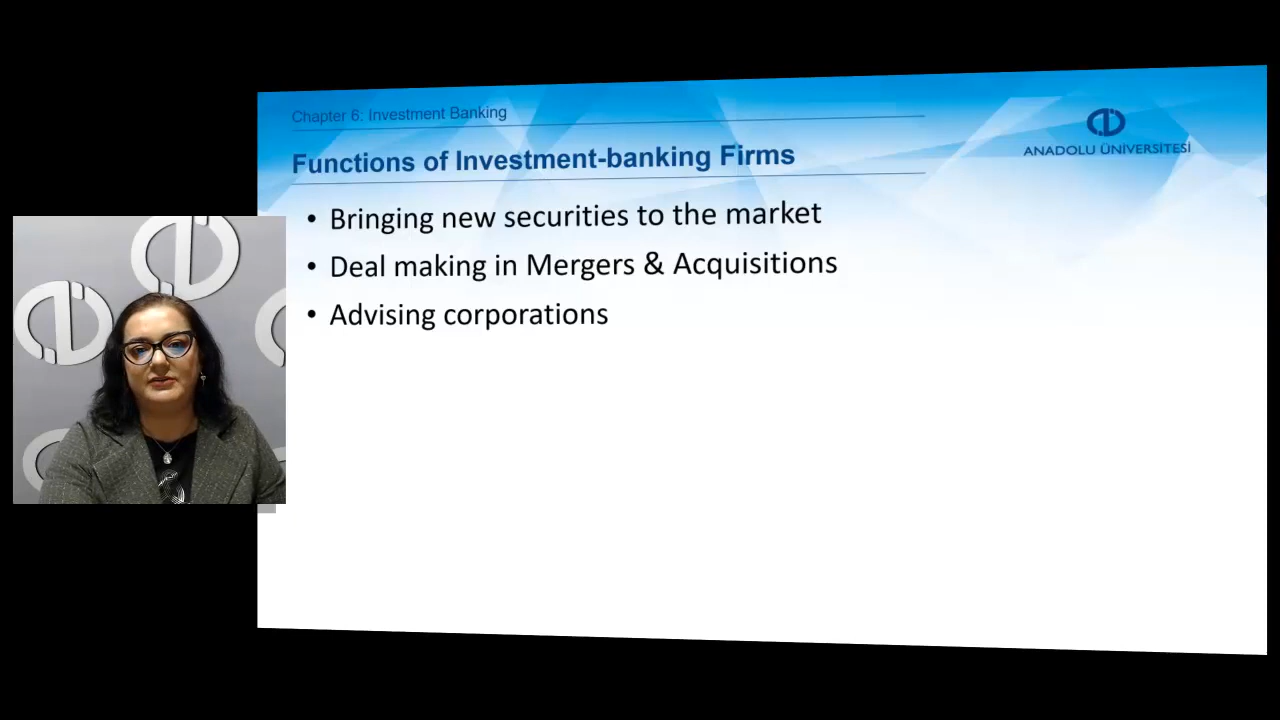 Chapter 6: Investment Banking
ANADOLU ÜNİVERSİTESİ
Functions of Investment-banking Firms
• Bringing new securities to the market
• Deal making in Mergers & Acquisitions
• Advising corporations